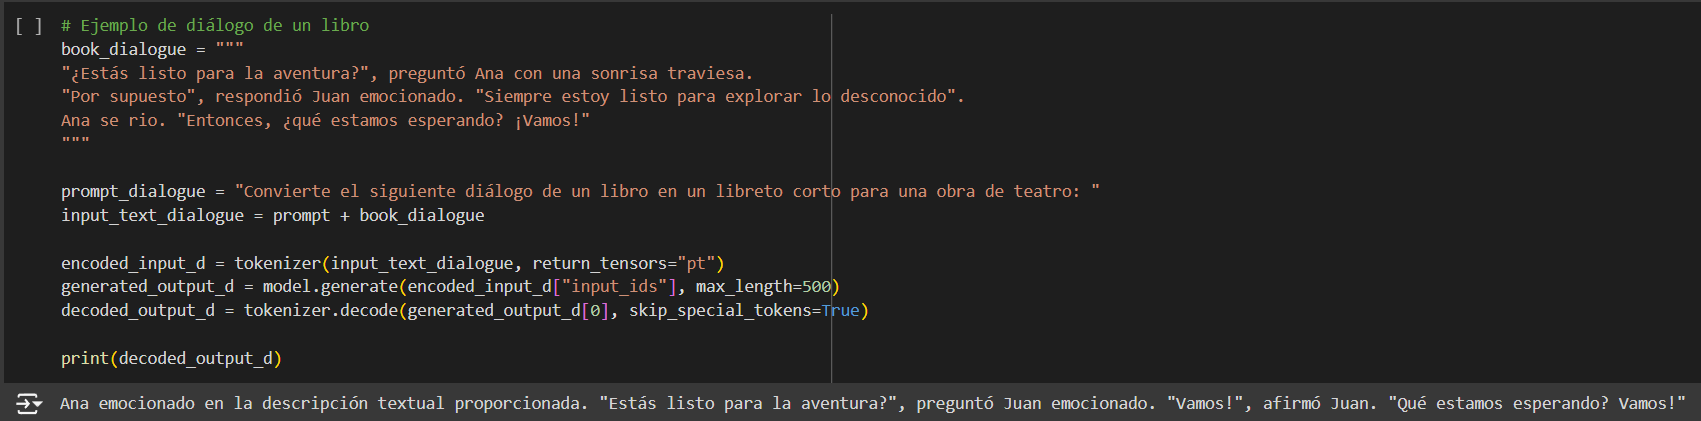 [ ] # Ejemplo de diálogo de un libro
book_dialogue = """
"¿Estás listo para la aventura?", preguntó Ana con una sonrisa traviesa.
"Por supuesto", respondió Juan emocionado. "Siempre estoy listo para explorar lo desconocido".
Ana se rio. "Entonces, ¿qué estamos esperando? ¡Vamos!"
"""
prompt_dialogue = "Convierte el siguiente diálogo de un libro en un libreto corto para una obra de teatro: "
input_text_dialogue = prompt + book_dialogue
encoded_input_d = tokenizer(input_text_dialogue, return_tensors="pt")
generated_output_d = model.generate(encoded_input_d["input_ids"], max_length=500)
decoded_output_d = tokenizer.decode(generated_output_d[0], skip_special_tokens=True)
print(decoded_output_d)
Ana emocionado en la descripción textual proporcionada. "Estás listo para la aventura?", preguntó Juan emocionado. "Vamos!", afirmó Juan. "Qué estamos esperando? Vamos!"